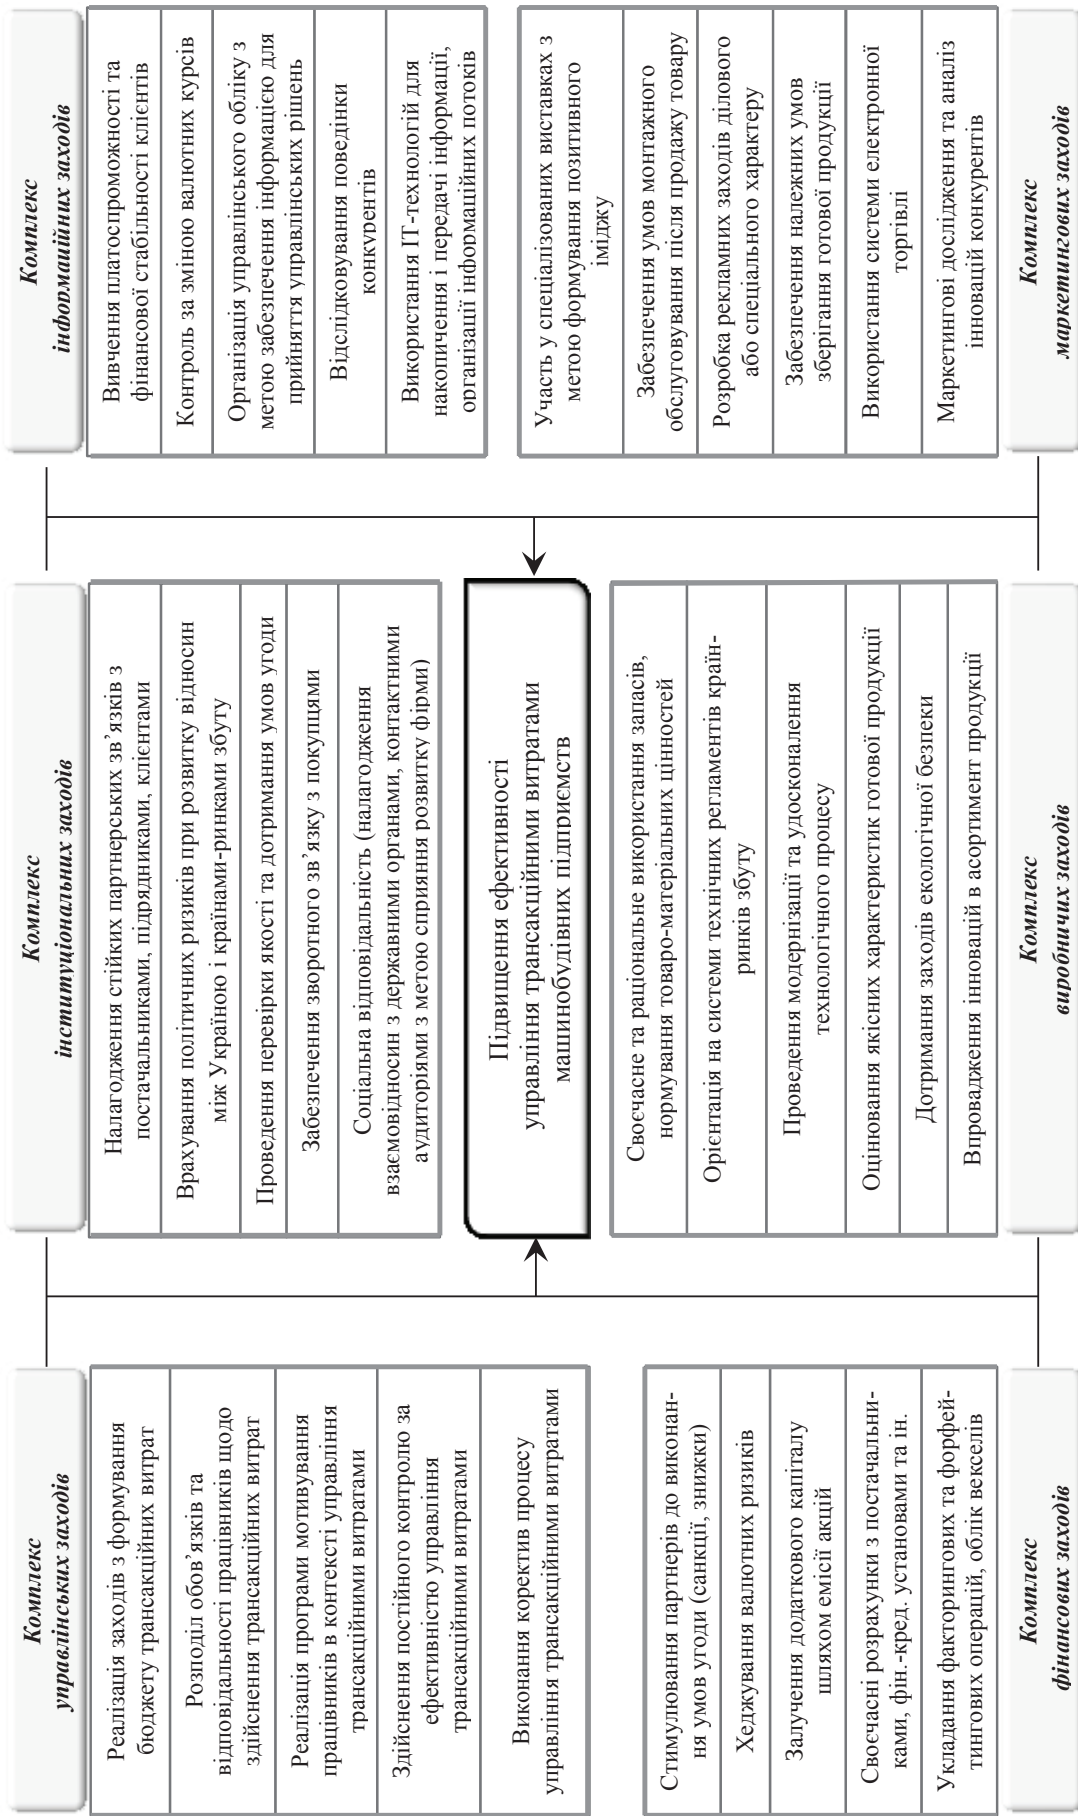 Комплекс
управлінських заходів
Реалізація заходів з формування
бюджету трансакційних витрат
Розподіл обов’язків та
відповідальності працівників щодо
здійснення трансакційних витрат
Реалізація програми мотивування
працівників в контексті управління
трансакційними витратами
Здійснення постійного контролю за
ефективністю управління
трансакційними витратами
Виконання коректив процесу
управління трансакційними витратами
Комплекс
інституціональних заходів
Налагодження стійких партнерських зв’язків з
постачальниками, підрядниками, клієнтами
Врахування політичних ризиків при розвитку відносин
між Україною і країнами-ринками збуту
Проведення перевірки якості та дотримання умов угоди
Забезпечення зворотного зв’язку з покупцями
Соціальна відповідальність (налагодження
взаємовідносин з державними органами, контактними
аудиторіями з метою сприяння розвитку фірми)
Комплекс
інформаційних заходів
Вивчення платоспроможності та
фінансової стабільності клієнтів
Контроль за зміною валютних курсів
Організація управлінського обліку з
метою забезпечення інформацією для
прийняття управлінських рішень
Відслідковування поведінки
конкурентів
Використання ІТ-технологій для
накопичення і передачі інформації,
організації інформаційних потоків
Підвищення ефективності
управління трансакційними витратами
машинобудівних підприємств
Стимулювання партнерів до виконан-
ня умов угоди (санкції, знижки)
Хеджування валютних ризиків
Залучення додаткового капіталу
шляхом емісії акцій
Своєчасні розрахунки з постачальни-
ками, фін.-кред. установами та ін.
Укладання факторингових та форфей-
тингових операцій, облік векселів
Комплекс
фінансових заходів
Своєчасне та раціональне використання запасів,
нормування товаро-матеріальних цінностей
Орієнтація на системи технічних регламентів країн-
ринків збуту
Проведення модернізації та удосконалення
технологічного процесу
Оцінювання якісних характеристик готової продукції
Дотримання заходів екологічної безпеки
Впровадження інновацій в асортимент продукції
Комплекс
виробничих заходів
Участь у спеціалізованих виставках з
метою формування позитивного
іміджу
Забезпечення умов монтажного
обслуговування після продажу товару
Розробка рекламних заходів ділового
або спеціального характеру
Забезпечення належних умов
зберігання готової продукції
Використання системи електронної
торгівлі
Маркетингові дослідження та аналіз
інновацій конкурентів
Комплекс
маркетингових заходів